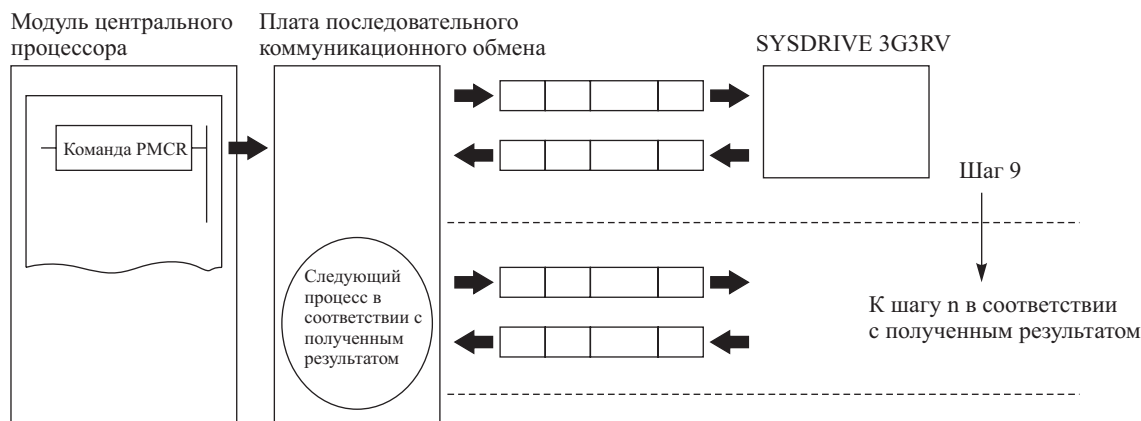 Модуль центрального
процессора
Плата последовательного
коммуникационного обмена
SYSDRIVE 3G3RV
Команда PMCR
Шаг 9
Следующий
процесс в
соответствии с
полученным
результатом
К шагу n в соответствии
с полученным результатом